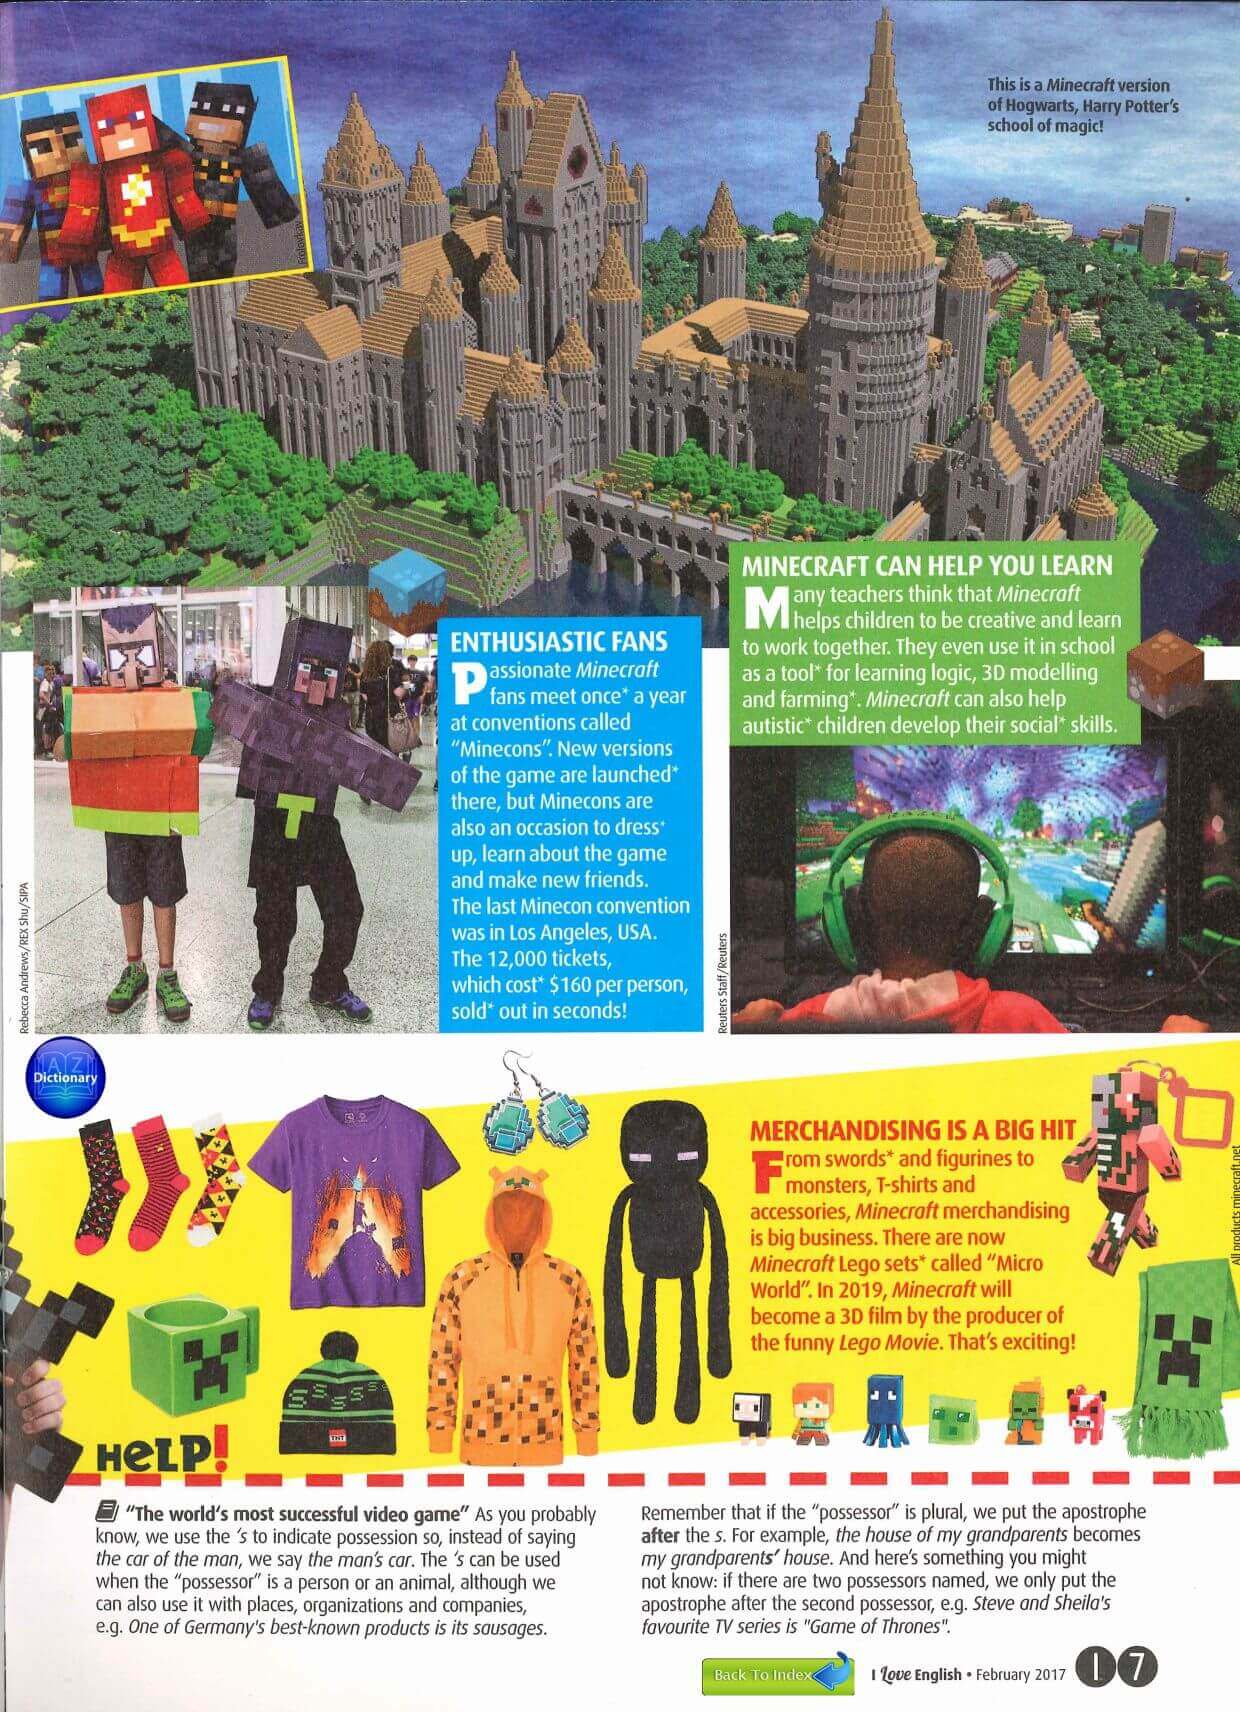 This is a Minecraft version
of Hogwarts, Harry Potter's
school of magic!
Mojang
MINECRAFT CAN HELP YOU LEARN
Many teachers think that Minecraft
helps children to be creative and learn
to work together. They even use it in school
as a tool* for learning logic, 3D modelling
and farming*. Minecraft can also help
autistic* children develop their social* skills.
ENTHUSIASTIC FANS
Passionate Minecraft
fans meet once* a year
at conventions called
“Minecons”. New versions
of the game are launched*
there, but Minecons are
also an occasion to dress*
up, learn about the game
and make new friends.
The last Minecon convention
was in Los Angeles, USA.
The 12,000 tickets,
which cost* $160 per person,
sold* out in seconds!
Rebecca Andrews/REX Shu/SIPA
Reuters Staff/Reuters
A Z
Dictionary
MERCHANDISING IS A BIG HIT
From swords* and figurines to
monsters, T-shirts and
accessories, Minecraft merchandising
is big business. There are now
Minecraft Lego sets* called “Micro
World”. In 2019, Minecraft will
become a 3D film by the producer of
the funny Lego Movie. That's exciting!
All products minecraft.net
TNT
HELP!
“The world's most successful video game” As you probably
know, we use the 's to indicate possession so, instead of saying
the car of the man, we say the man's car. The 's can be used
when the “possessor” is a person or an animal, although we
can also use it with places, organizations and companies,
e.g. One of Germany's best-known products is its sausages.
Remember that if the “possessor” is plural, we put the apostrophe
after the s. For example, the house of my grandparents becomes
my grandparents' house. And here's something you might
not know: if there are two possessors named, we only put the
apostrophe after the second possessor, e.g. Steve and Sheila's
favourite TV series is "Game of Thrones".
Back To Index
I Love English • February 2017 17